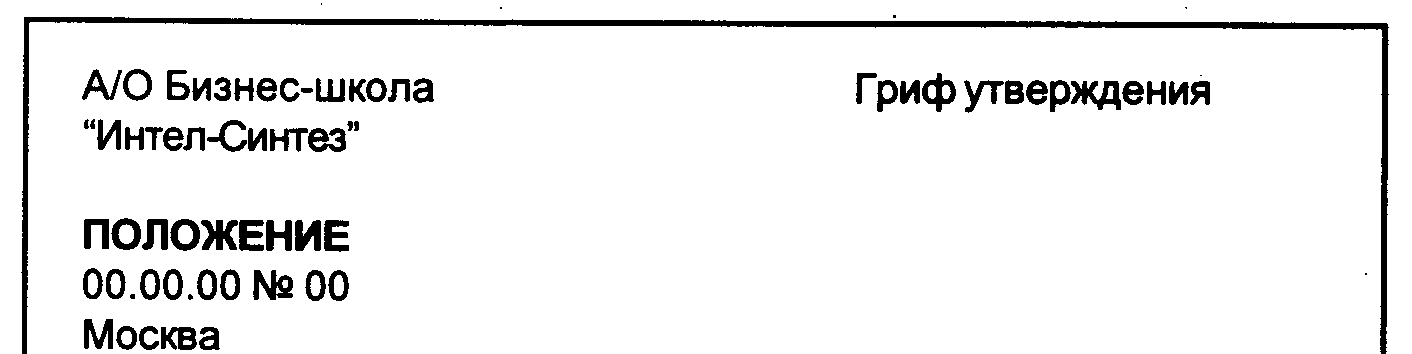 А/О Бизнес-школа
Гриф утверждения
“Интел-Синтез”
ПОЛОЖЕНИЕ
00.00.00 № 00
Москва